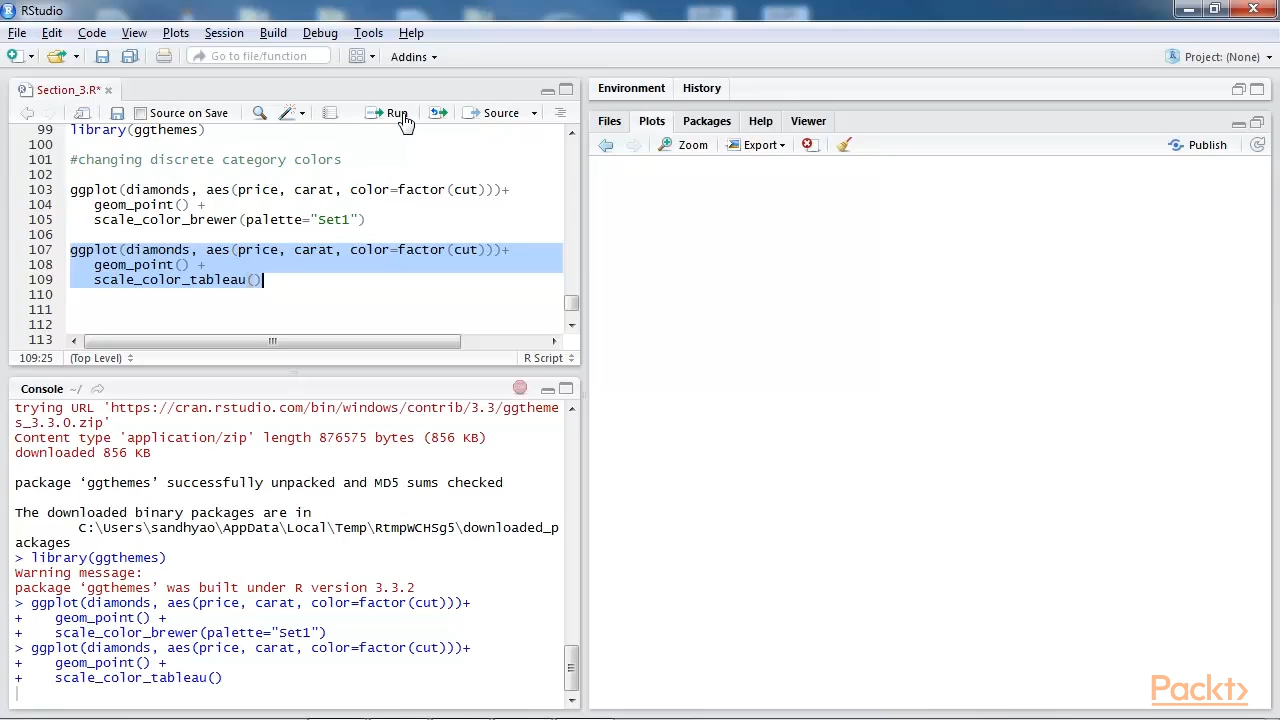 RStudio
File Edit Code View Plots Session Build Debug Tools Help
Go to file/function Addins Project: (None)
Section_3.R*
Source on Save Run Source
99 library(ggthemes)
100
101 #changing discrete category colors
102
103 ggplot(diamonds, aes(price, carat, color=factor(cut)))+
104 geom_point() +
105 scale_color_brewer(palette="Set1")
106
107 ggplot(diamonds, aes(price, carat, color=factor(cut)))+
108 geom_point() +
109 scale_color_tableau()
110
111
112
113
109:25 (Top Level) R Script
Console ~/
trying URL 'https://cran.rstudio.com/bin/windows/contrib/3.3/ggtheme
s_3.3.0.zip'
Content type 'application/zip' length 876575 bytes (856 KB)
downloaded 856 KB
package ‘ggthemes’ successfully unpacked and MD5 sums checked
The downloaded binary packages are in
C:\Users\sandhyao\AppData\Local\Temp\RtmpWCHSg5\downloaded_p
ackages
> library(ggthemes)
Warning message:
package ‘ggthemes’ was built under R version 3.3.2
> ggplot(diamonds, aes(price, carat, color=factor(cut)))+
+ geom_point() +
+ scale_color_brewer(palette="Set1")
> ggplot(diamonds, aes(price, carat, color=factor(cut)))+
+ geom_point() +
+ scale_color_tableau()
Environment History
Files Plots Packages Help Viewer
Zoom Export Publish
Packt>